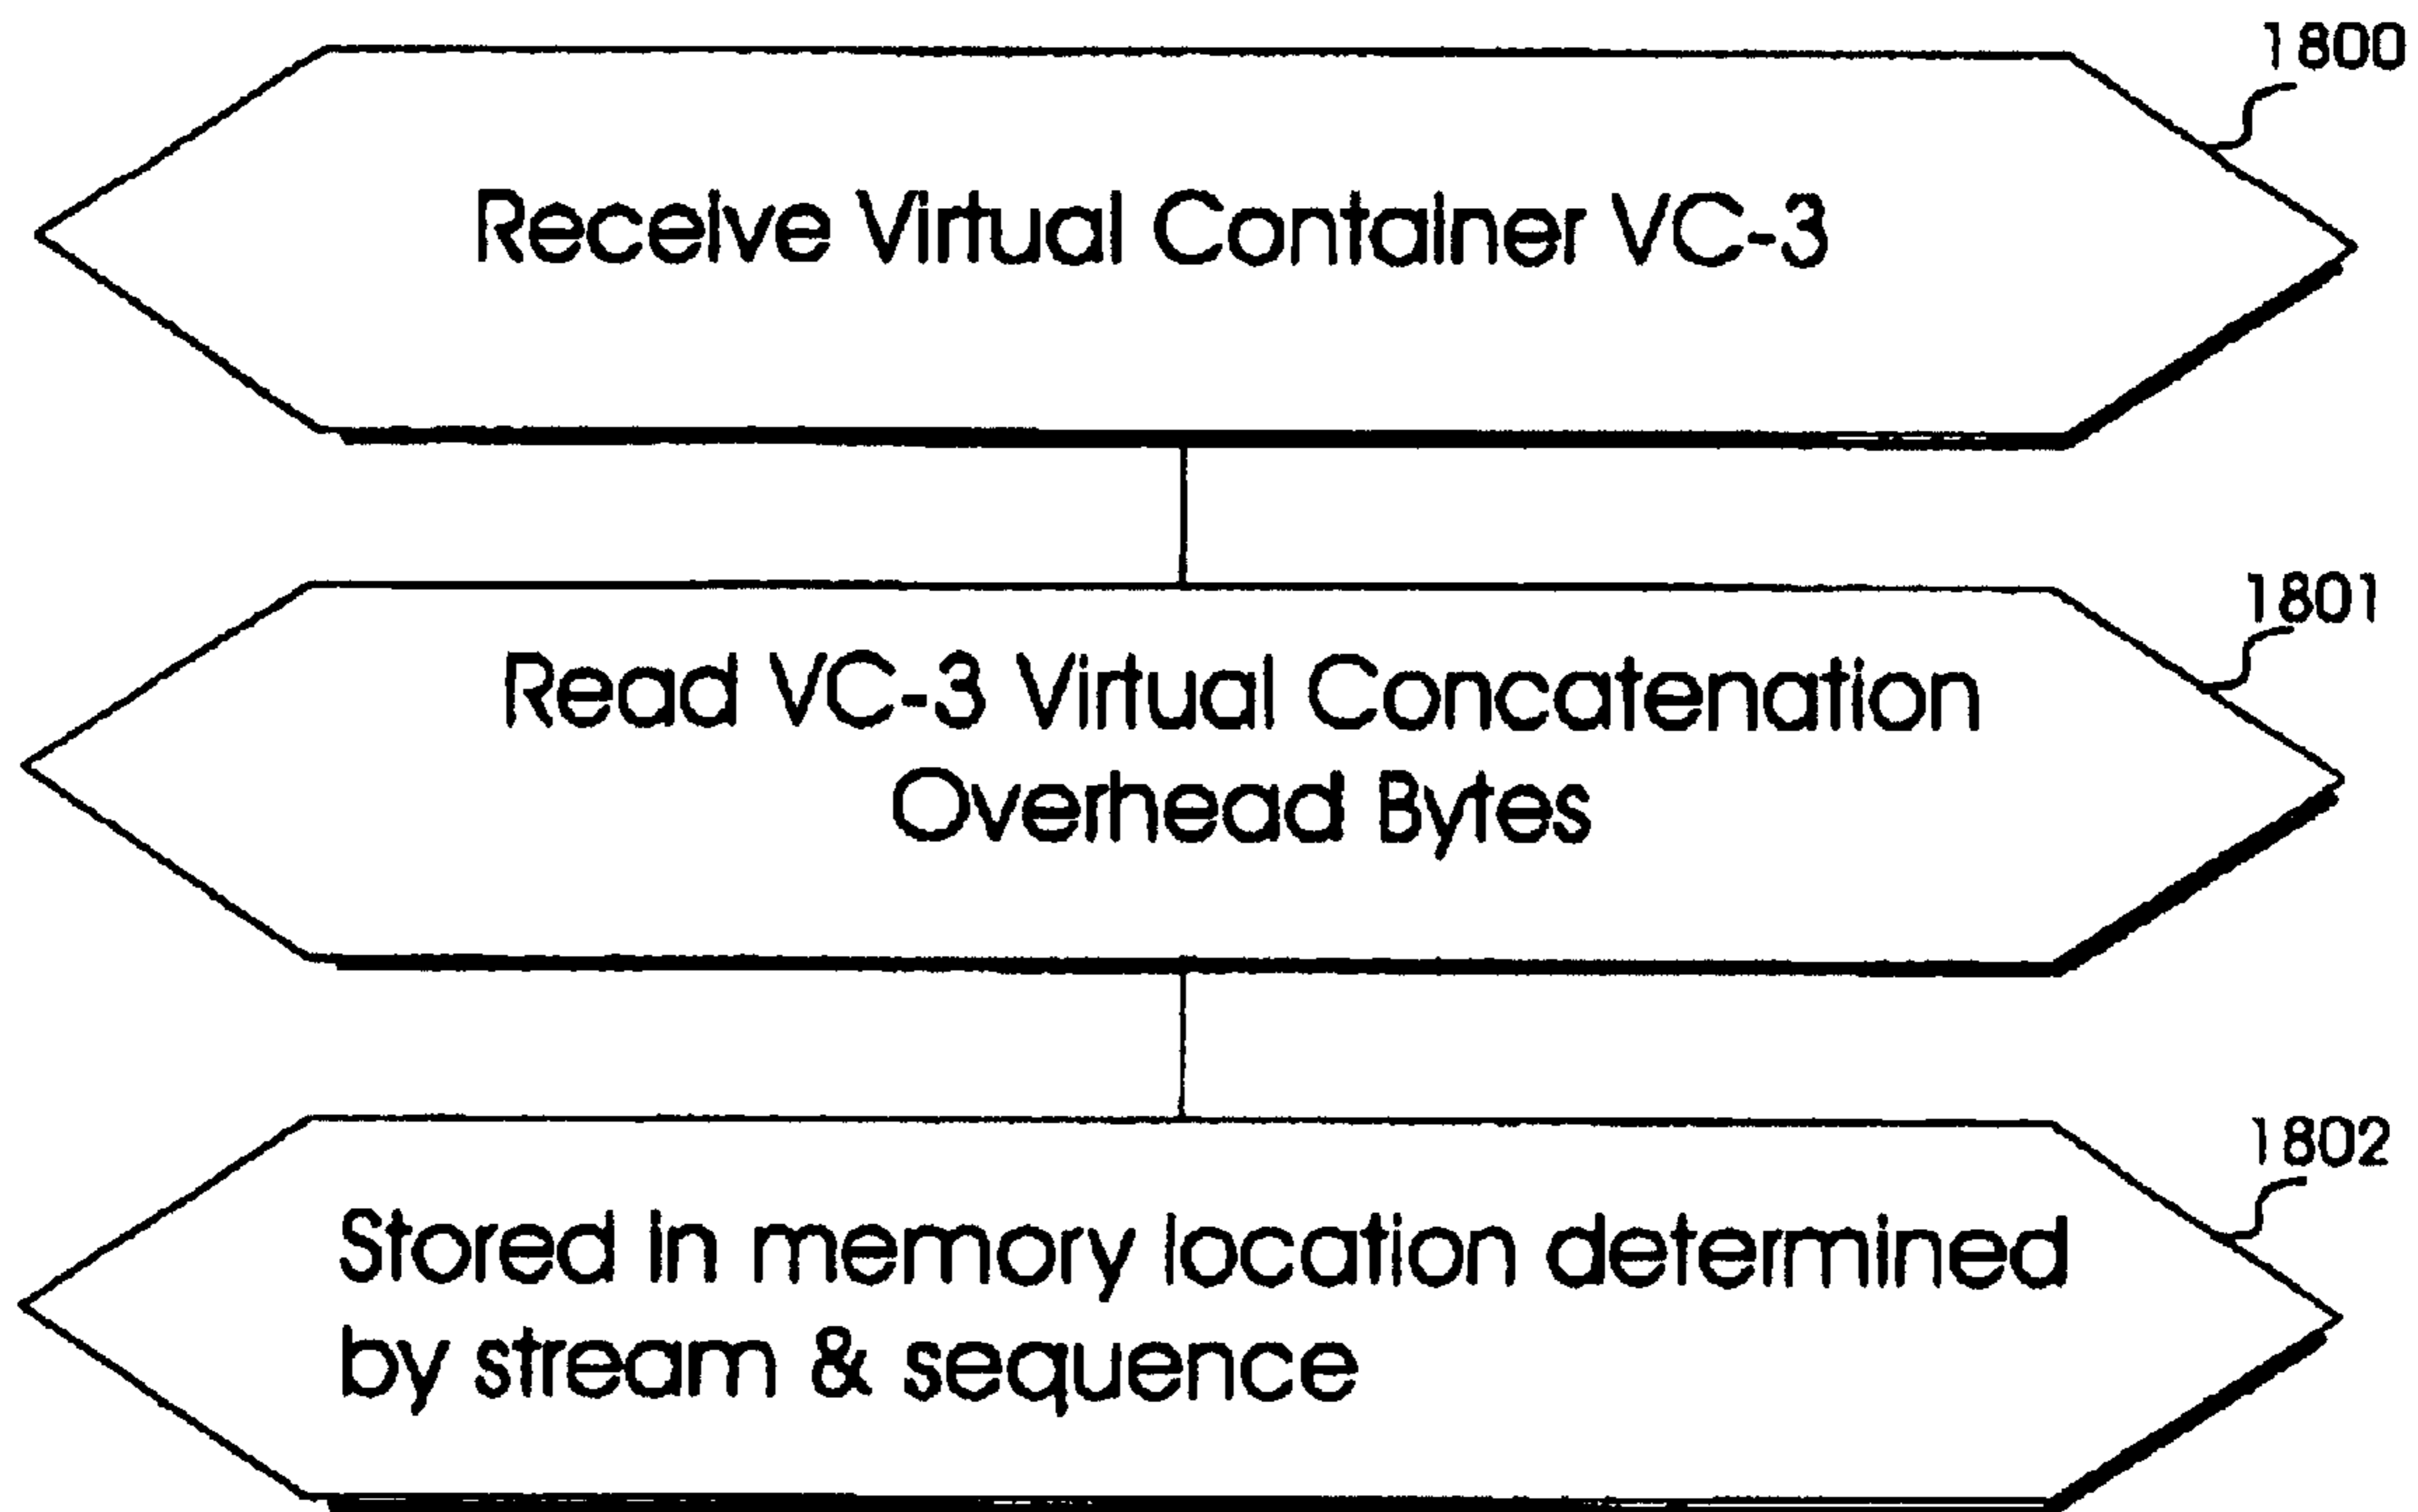 1800
Receive Virtual Container VC-3
1801
Read VC-3 Virtual Concatenation
Overhead Bytes
1802
Stored in memory location determined
by stream & sequence